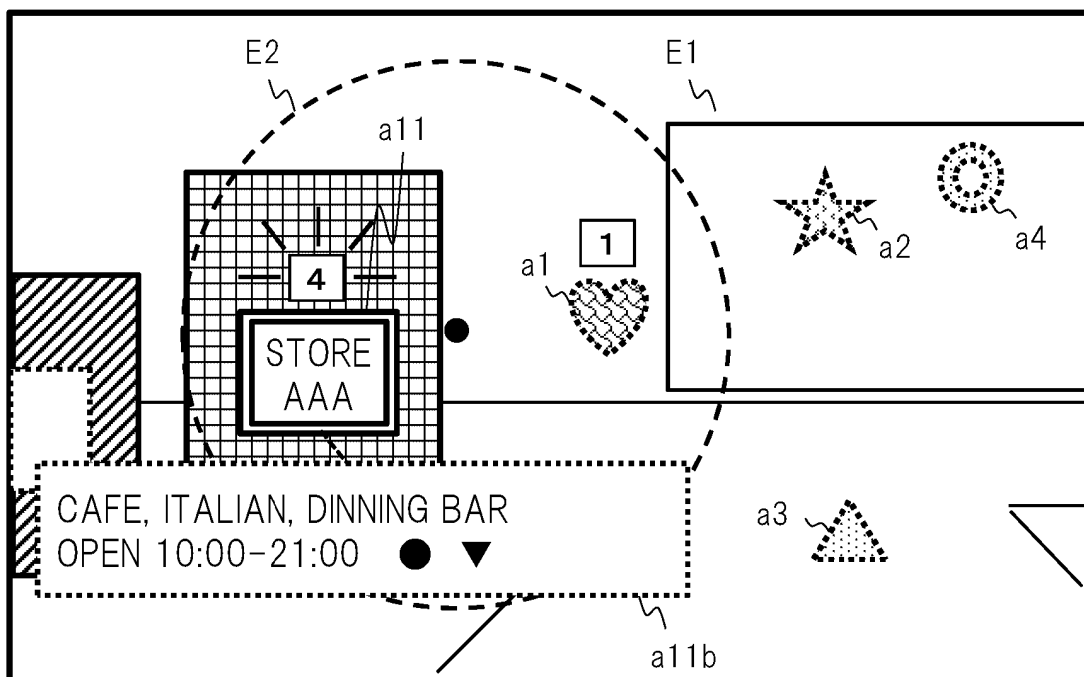 E2
E1
a11
a2
a4
1
a1
4
STORE
AAA
CAFE, ITALIAN, DINNING BAR
OPEN 10:00-21:00 ● ▼
a3
a11b